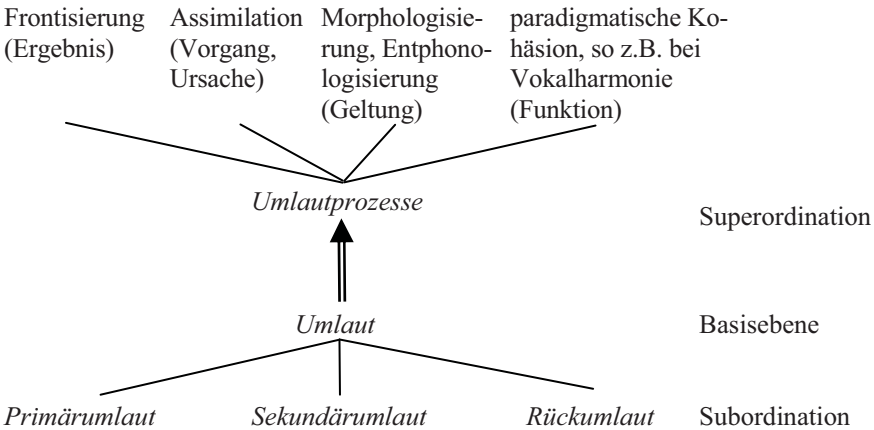 Frontisierung
(Ergebnis)
Assimilation
(Vorgang,
Ursache)
Morphologisie-
rung, Entphono-
logisierung
(Geltung)
paradigmatische Ko-
häsion, so z.B. bei
Vokalharmonie
(Funktion)
Umlautprozesse
Superordination
Umlaut
Basisebene
Primärumlaut
Sekundärumlaut
Rückumlaut
Subordination